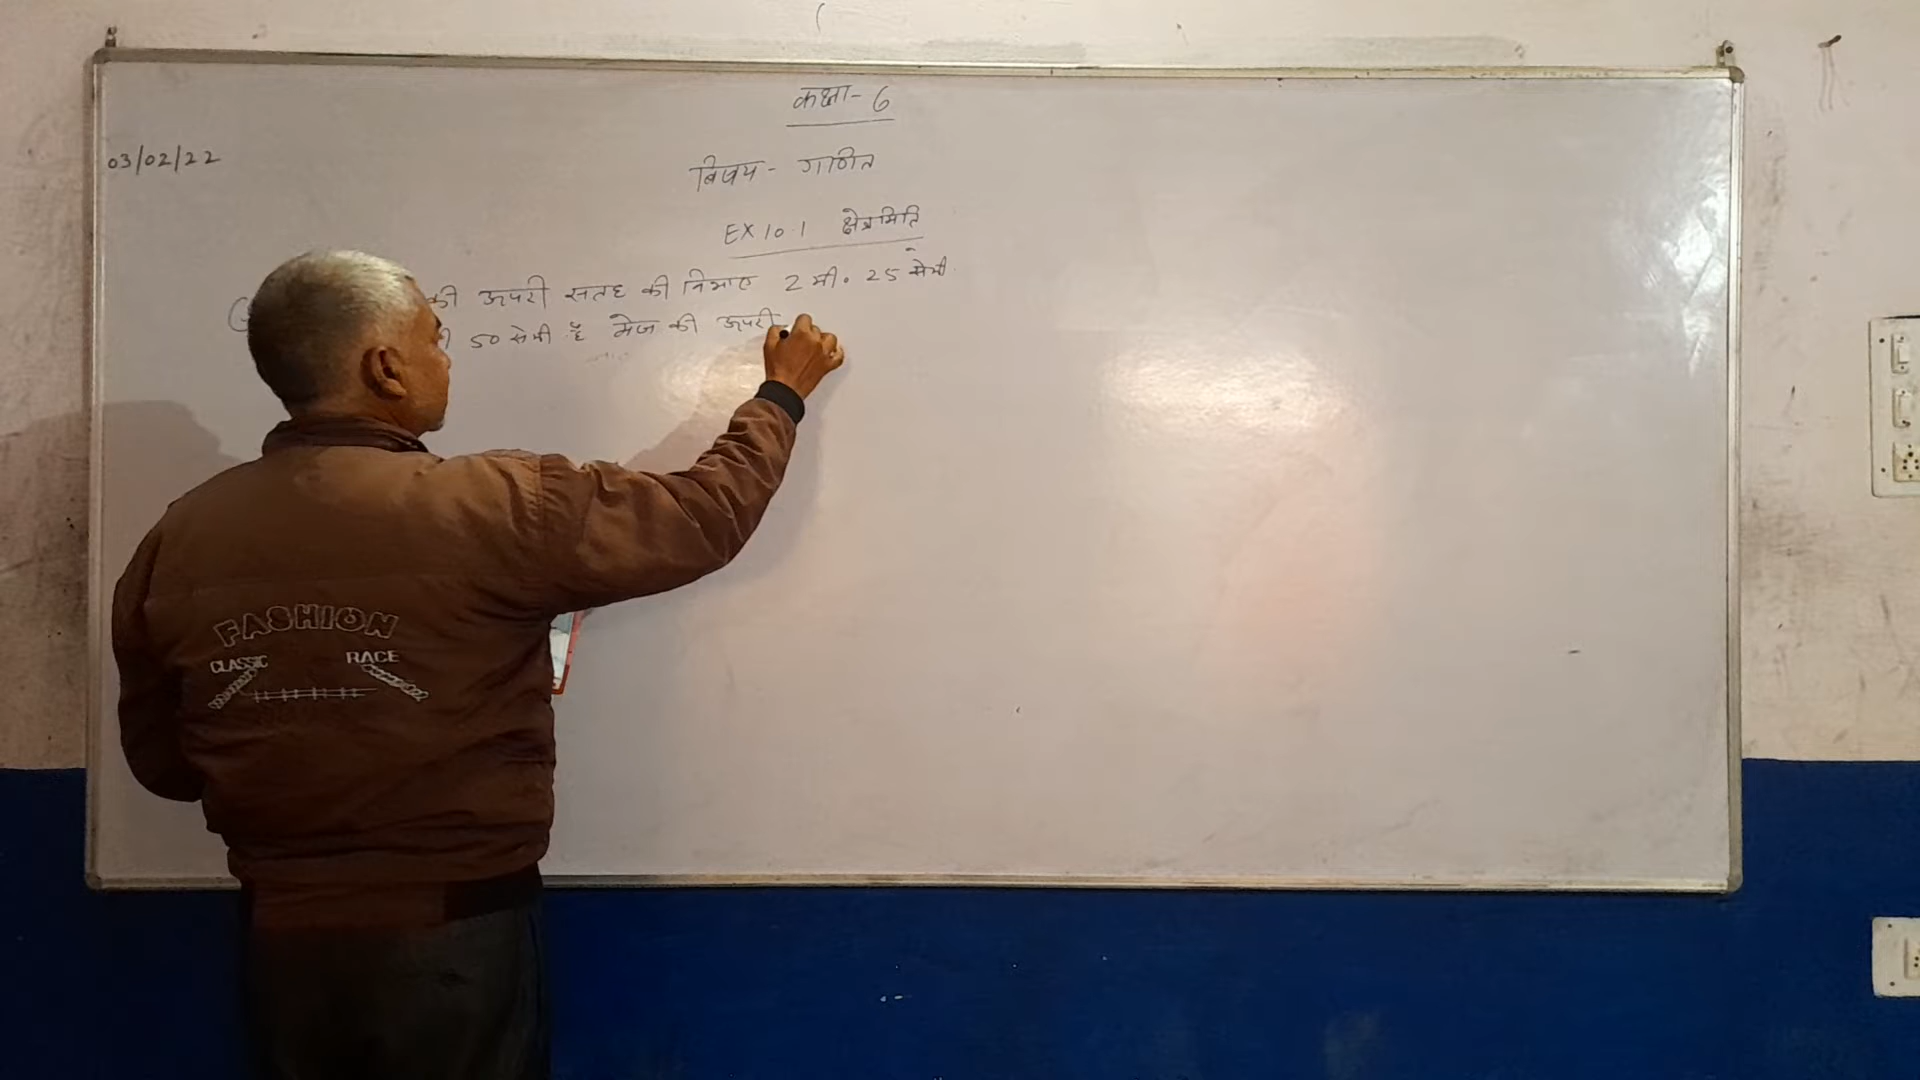 कक्षा- 6
03/02/22
विषय- गणित
EX 10.1 क्षेत्रमिति
की ऊपरी सतह की विमाएँ 2 मी. 25 सेमी
50 सेमी हैं मेज की ऊपरी
FASHION
CLASSIC RACE